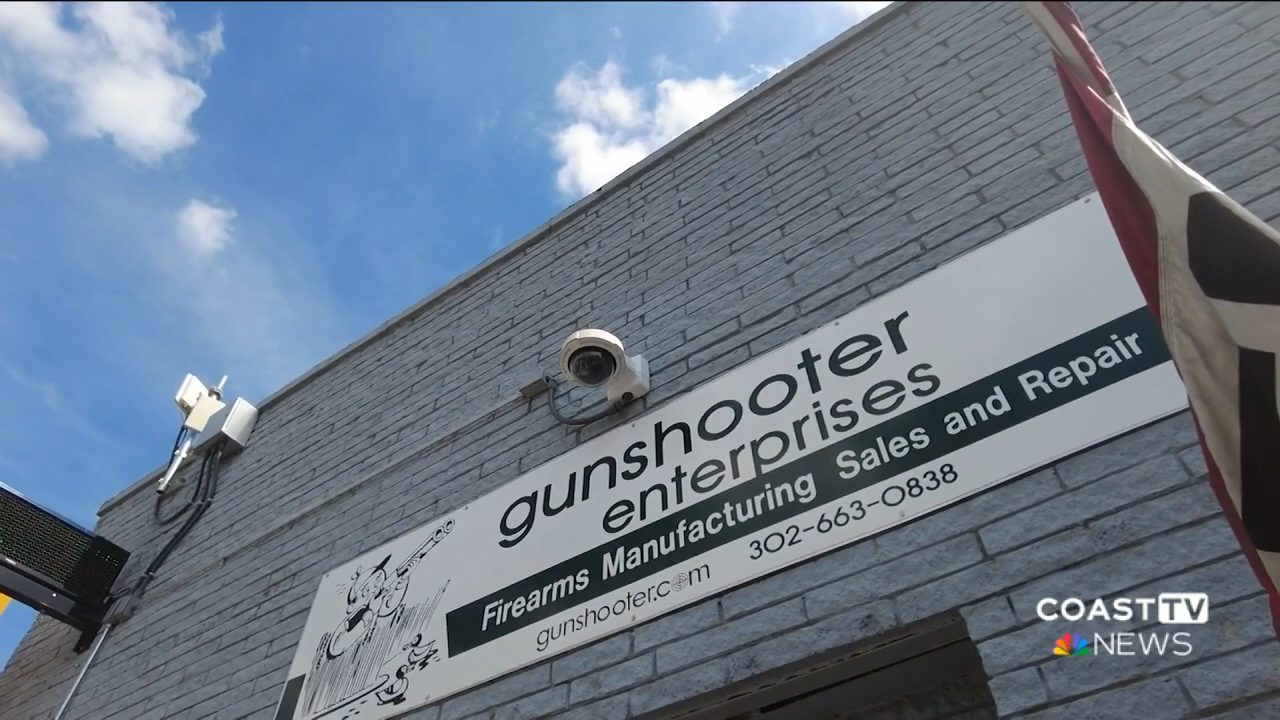 gunshooter
enterprises
Firearms Manufacturing Sales and Repair
gunshooter.com 302-663-0838
COAST TV
NEWS